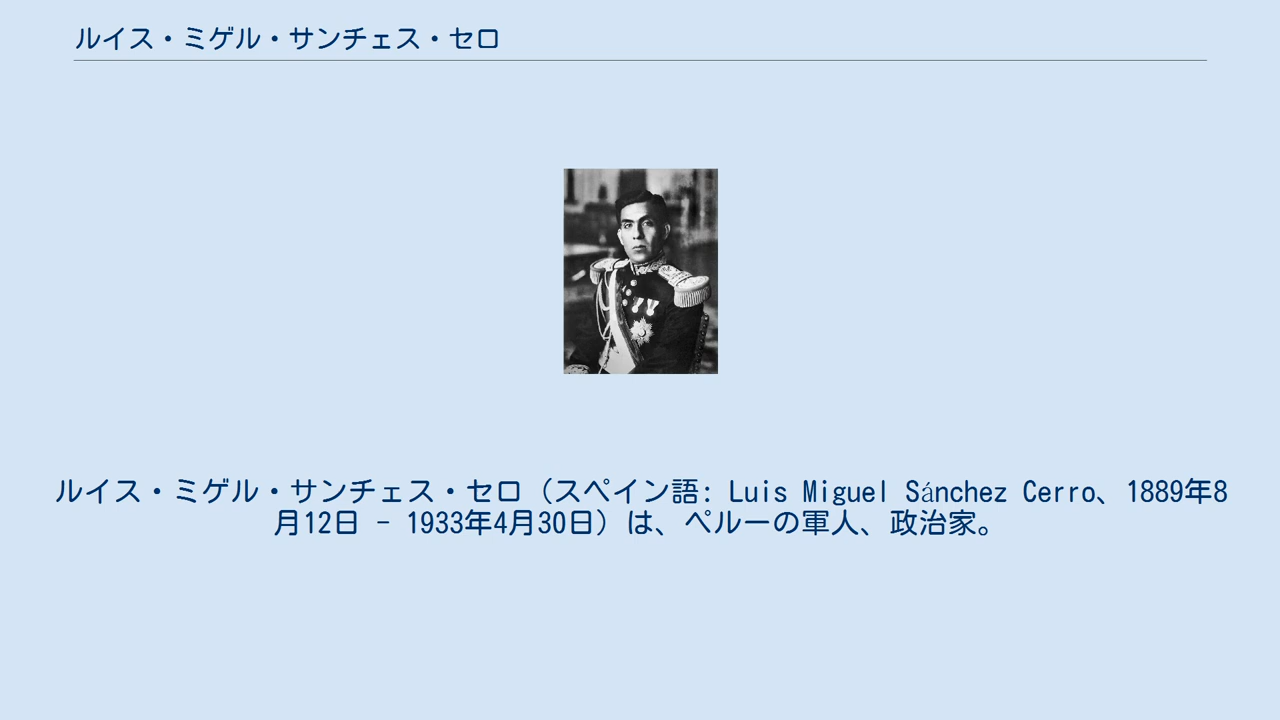 ルイス・ミゲル・サンチェス・セロ
ルイス・ミゲル・サンチェス・セロ（スペイン語: Luis Miguel Sánchez Cerro、1889年8
月12日 - 1933年4月30日）は、ペルーの軍人、政治家。